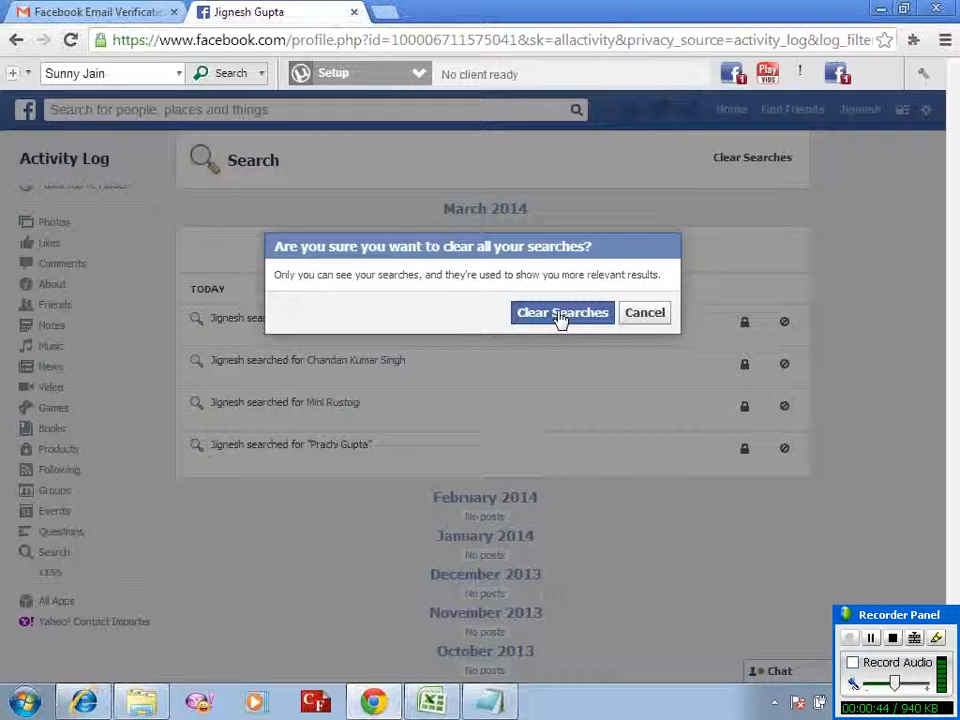 Facebook Email Verificati
Jignesh Gupta
https://www.facebook.com/profile.php?id=100006711575041&sk=allactivity&privacy_source=activity_log&log_filte
Sunny Jain
Search
Setup
No client ready
1
Play
VIDS
!
1
Search for people, places and things
Home
Find Friends
Jignesh
Activity Log
Search
Clear Searches
Photos
Likes
Comments
About
Friends
Notes
Music
News
Video
Games
Books
Products
Following
Groups
Events
Questions
Search
LESS
All Apps
Yahoo! Contact Importer
March 2014
Are you sure you want to clear all your searches?
Only you can see your searches, and they're used to show you more relevant results.
Clear Searches
Cancel
TODAY
Jignesh sea
Jignesh searched for Chandan Kumar Singh
Jignesh searched for Mini Rustogi
Jignesh searched for "Prachi Gupta"
February 2014
No posts
January 2014
No posts
December 2013
No posts
November 2013
No posts
October 2013
No posts
Chat
Recorder Panel
Record Audio
00:00:44 / 940 KB